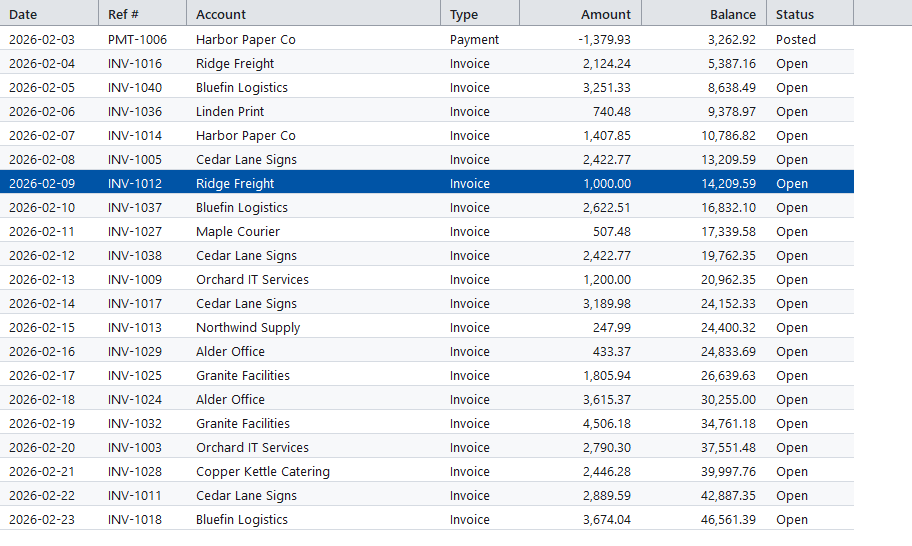 Date Ref # Account Type Amount Balance Status
2026-02-03 PMT-1006 Harbor Paper Co Payment -1,379.93 3,262.92 Posted
2026-02-04 INV-1016 Ridge Freight Invoice 2,124.24 5,387.16 Open
2026-02-05 INV-1040 Bluefin Logistics Invoice 3,251.33 8,638.49 Open
2026-02-06 INV-1036 Linden Print Invoice 740.48 9,378.97 Open
2026-02-07 INV-1014 Harbor Paper Co Invoice 1,407.85 10,786.82 Open
2026-02-08 INV-1005 Cedar Lane Signs Invoice 2,422.77 13,209.59 Open
2026-02-09 INV-1012 Ridge Freight Invoice 1,000.00 14,209.59 Open
2026-02-10 INV-1037 Bluefin Logistics Invoice 2,622.51 16,832.10 Open
2026-02-11 INV-1027 Maple Courier Invoice 507.48 17,339.58 Open
2026-02-12 INV-1038 Cedar Lane Signs Invoice 2,422.77 19,762.35 Open
2026-02-13 INV-1009 Orchard IT Services Invoice 1,200.00 20,962.35 Open
2026-02-14 INV-1017 Cedar Lane Signs Invoice 3,189.98 24,152.33 Open
2026-02-15 INV-1013 Northwind Supply Invoice 247.99 24,400.32 Open
2026-02-16 INV-1029 Alder Office Invoice 433.37 24,833.69 Open
2026-02-17 INV-1025 Granite Facilities Invoice 1,805.94 26,639.63 Open
2026-02-18 INV-1024 Alder Office Invoice 3,615.37 30,255.00 Open
2026-02-19 INV-1032 Granite Facilities Invoice 4,506.18 34,761.18 Open
2026-02-20 INV-1003 Orchard IT Services Invoice 2,790.30 37,551.48 Open
2026-02-21 INV-1028 Copper Kettle Catering Invoice 2,446.28 39,997.76 Open
2026-02-22 INV-1011 Cedar Lane Signs Invoice 2,889.59 42,887.35 Open
2026-02-23 INV-1018 Bluefin Logistics Invoice 3,674.04 46,561.39 Open